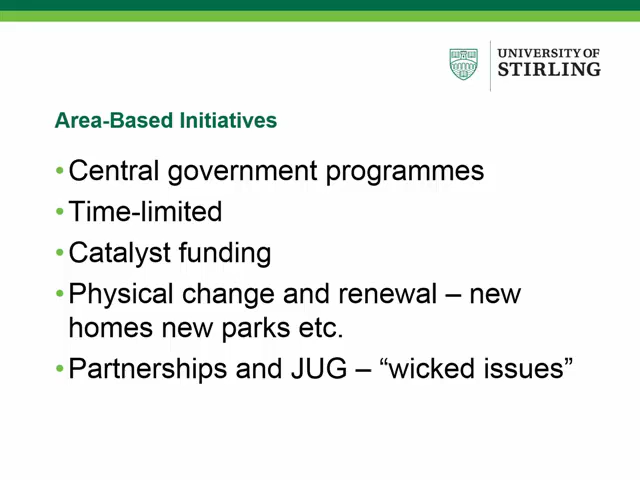 UNIVERSITY OF
STIRLING
Area-Based Initiatives
•Central government programmes
•Time-limited
•Catalyst funding
•Physical change and renewal – new
homes new parks etc.
•Partnerships and JUG – “wicked issues”